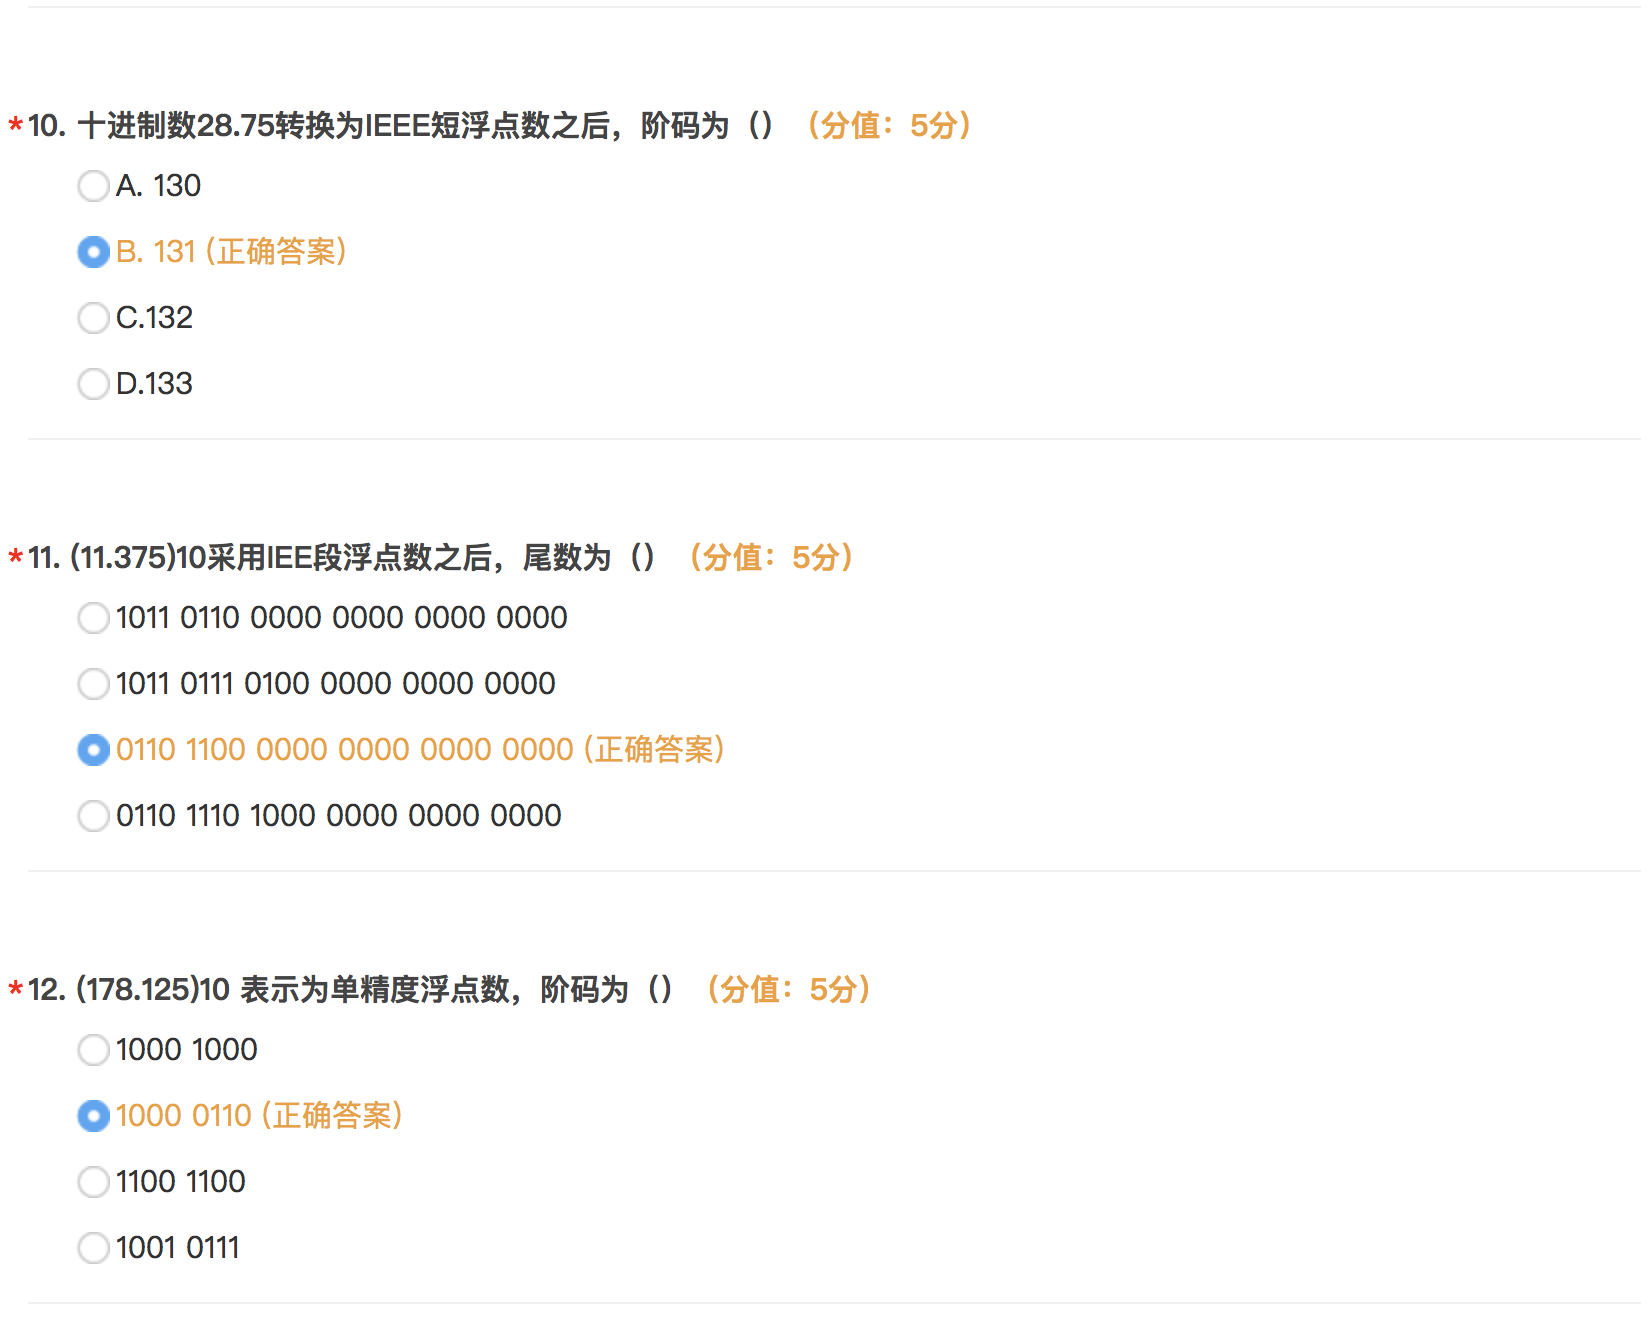 *10. 十进制数28.75转换为IEEE短浮点数之后，阶码为（）（分值：5分）
A. 130
B. 131 (正确答案)
C.132
D.133
*11. (11.375)10采用IEE段浮点数之后，尾数为（）（分值：5分）
1011 0110 0000 0000 0000 0000
1011 0111 0100 0000 0000 0000
0110 1100 0000 0000 0000 0000 (正确答案)
0110 1110 1000 0000 0000 0000
*12. (178.125)10 表示为单精度浮点数，阶码为（）（分值：5分）
1000 1000
1000 0110 (正确答案)
1100 1100
1001 0111